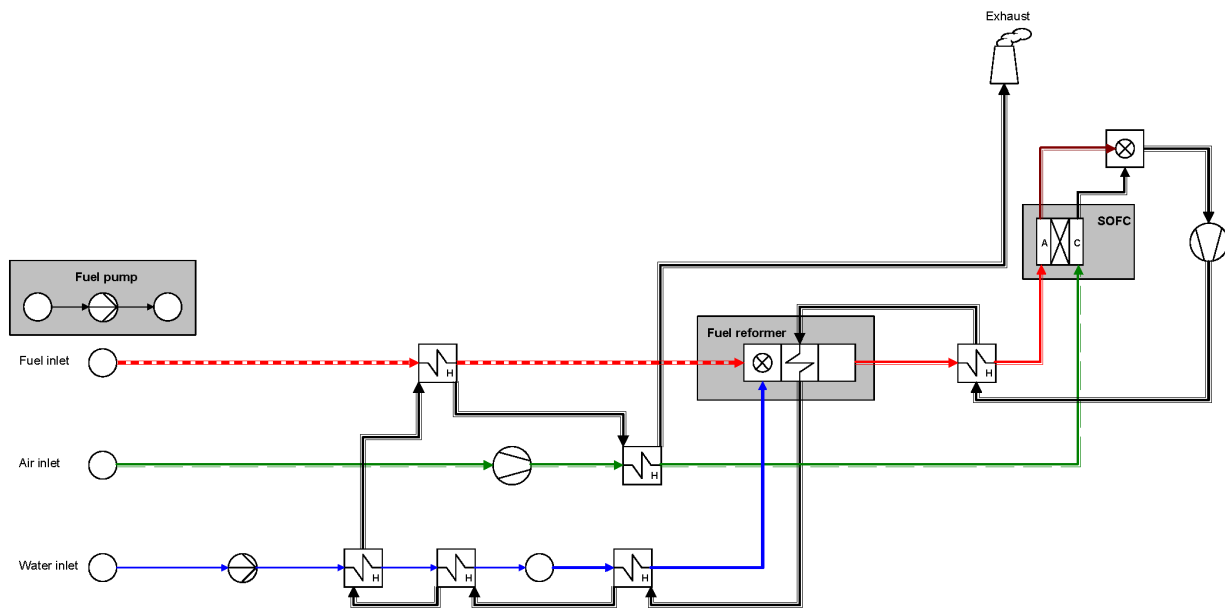 Exhaust
SOFC
A
C
Fuel pump
Fuel reformer
Fuel inlet
H
H
Air inlet
H
Water inlet
H
H
H